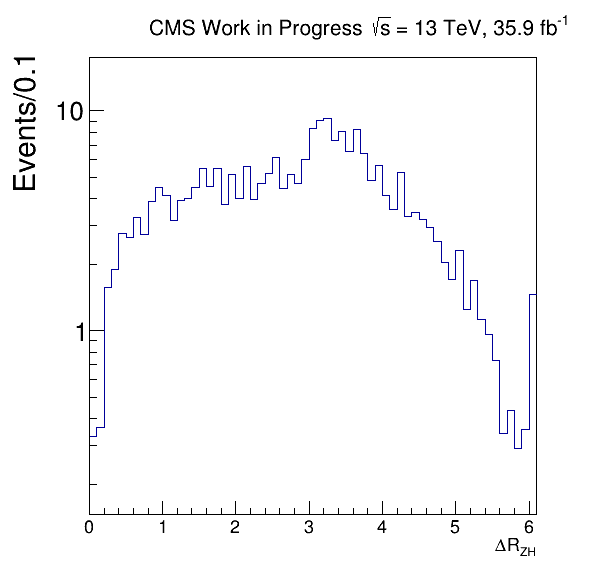 CMS Work in Progress √s = 13 TeV, 35.9 fb⁻¹
Events/0.1
10
1
0 1 2 3 4 5 6
ΔR_ZH